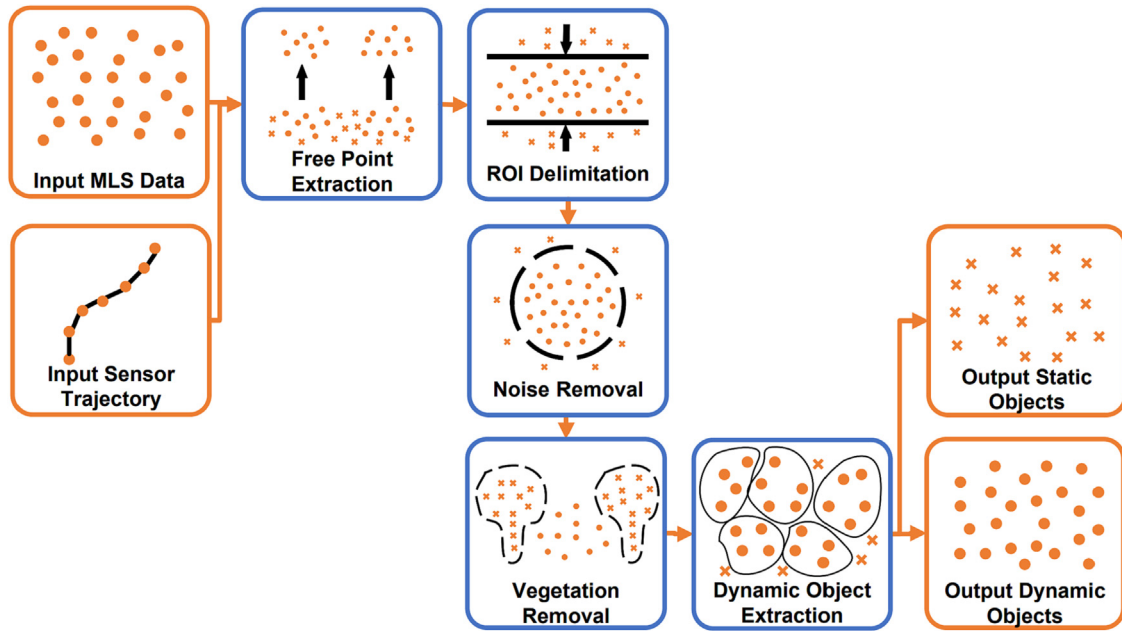 Input MLS Data
Free Point
Extraction
ROI Delimitation
Input Sensor
Trajectory
Noise Removal
Output Static
Objects
Vegetation
Removal
Dynamic Object
Extraction
Output Dynamic
Objects